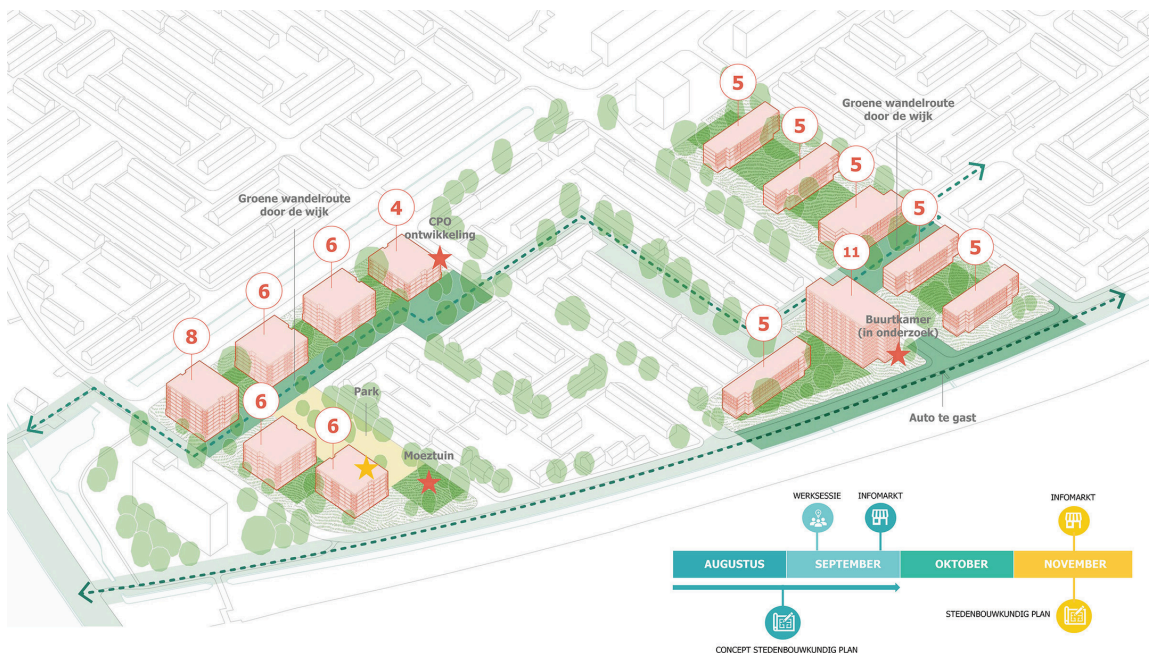 5
Groene wandelroute
door de wijk
5
5
Groene wandelroute
door de wijk
4
CPO
ontwikkeling
5
6
11
5
6
Buurtkamer
(in onderzoek)
5
8
Park
6
6
Auto te gast
Moeztuin
WERKSESSIE
INFOMARKT
INFOMARKT
AUGUSTUS
SEPTEMBER
OKTOBER
NOVEMBER
STEDENBOUWKUNDIG PLAN
CONCEPT STEDENBOUWKUNDIG PLAN